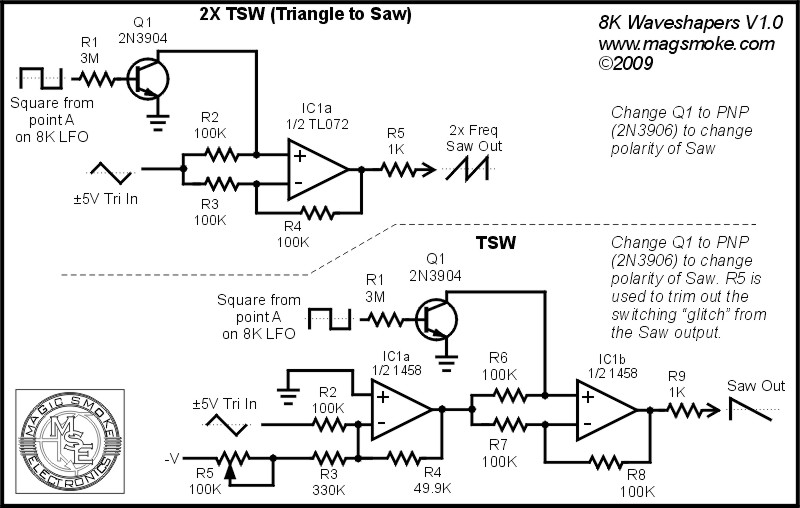 2X TSW (Triangle to Saw)
8K Waveshapers V1.0
www.magsmoke.com
©2009
Q1
2N3904
R1
3M
Square from
point A
on 8K LFO
Change Q1 to PNP
(2N3906) to change
polarity of Saw
R2
100K
IC1a
1/2 TL072
+
-
R5
1K
2x Freq
Saw Out
±5V Tri In
R3
100K
R4
100K
TSW
Change Q1 to PNP
(2N3906) to change
polarity of Saw. R5 is
used to trim out the
switching “glitch” from
the Saw output.
Q1
2N3904
R1
3M
Square from
point A
on 8K LFO
IC1a
1/2 1458
+
-
R6
100K
IC1b
1/2 1458
+
-
R9
1K
Saw Out
±5V Tri In
R2
100K
R7
100K
-V
R5
100K
R3
330K
R4
49.9K
R8
100K
MAGIC SMOKE
MSE
ELECTRONICS